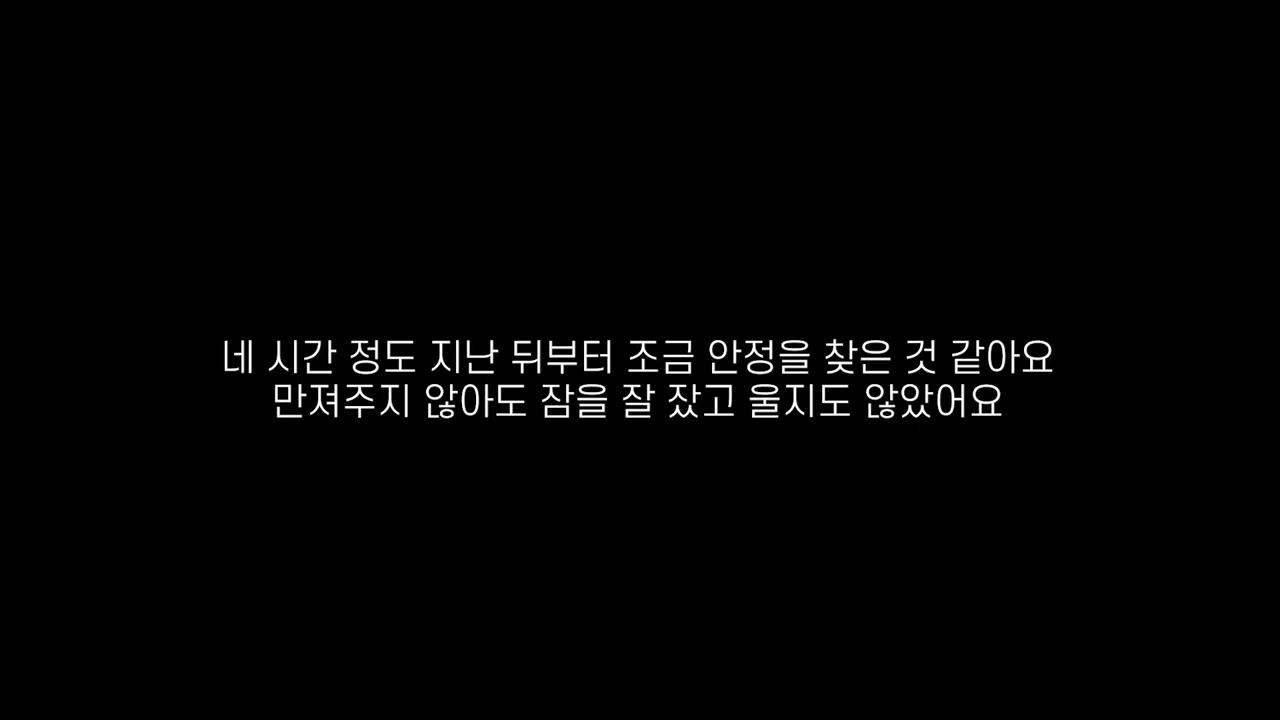 네 시간 정도 지난 뒤부터 조금 안정을 찾은 것 같아요
만져주지 않아도 잠을 잘 잤고 울지도 않았어요